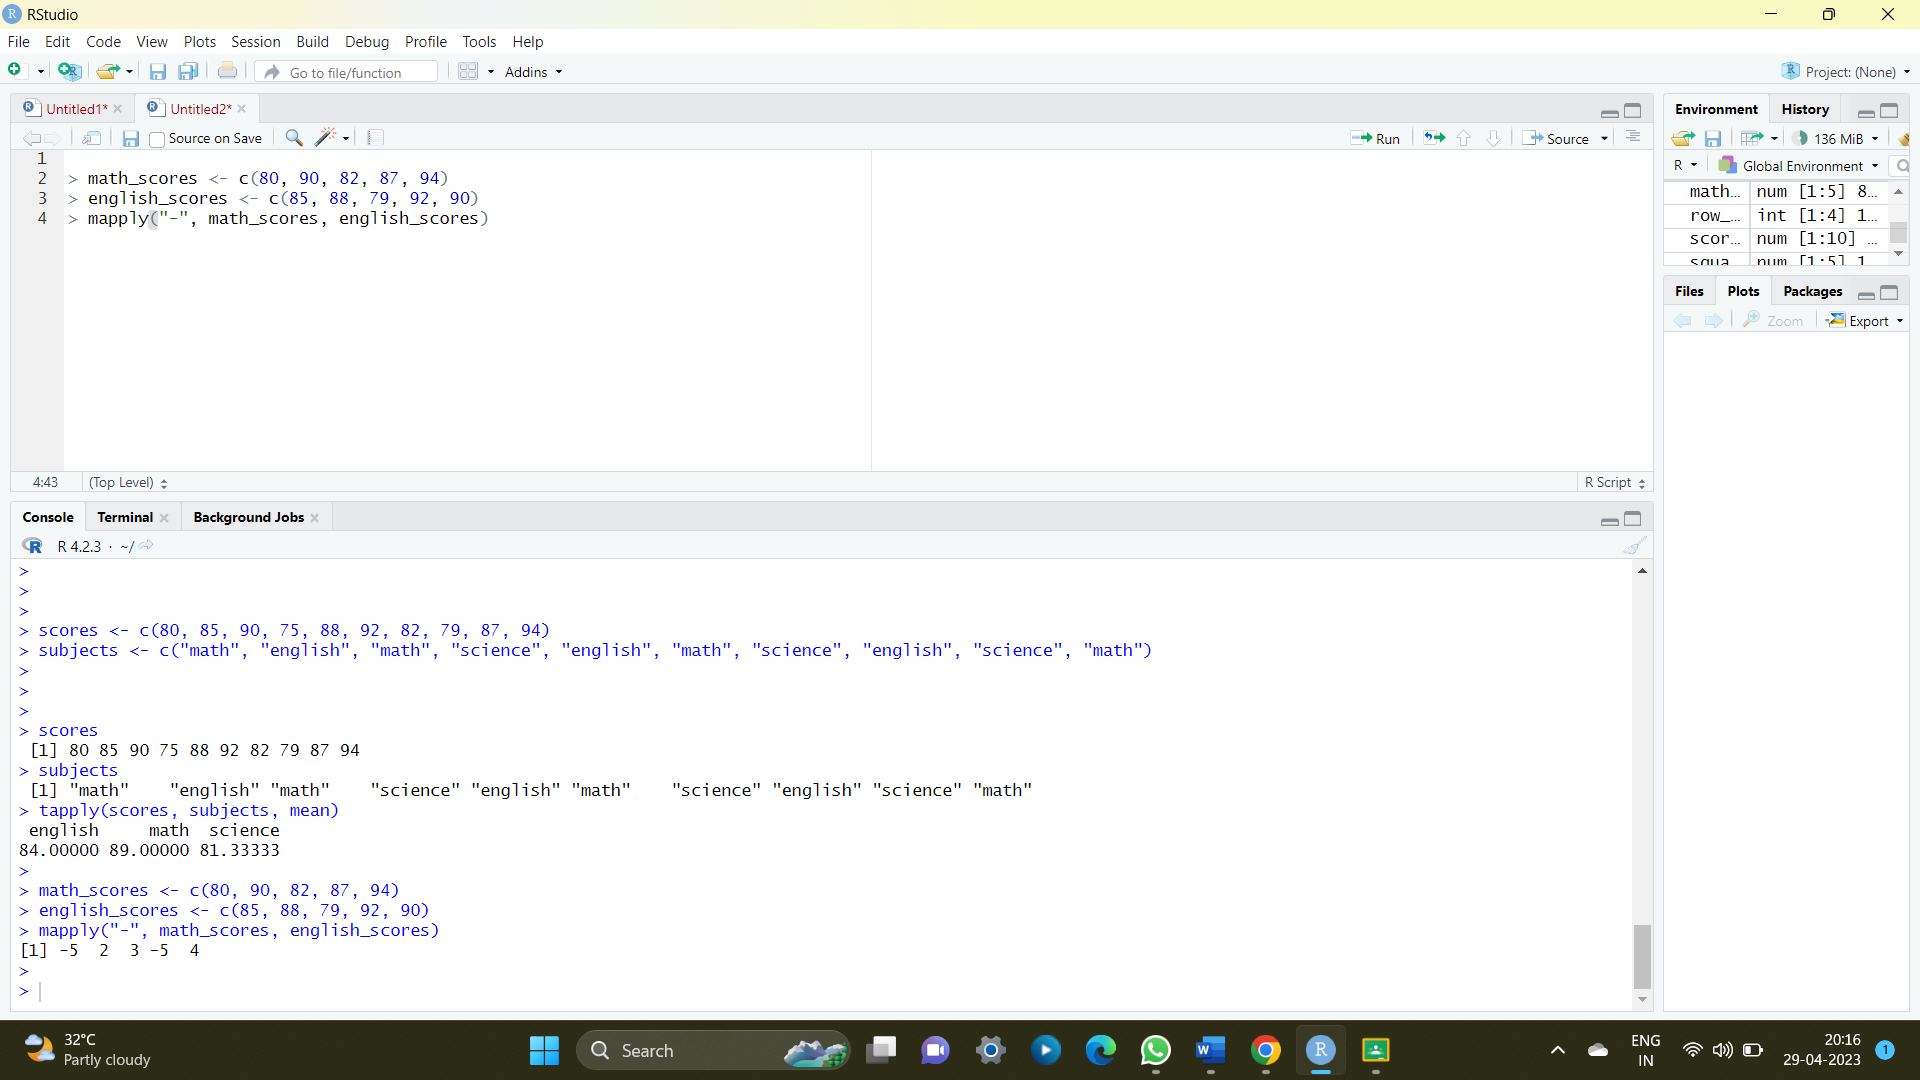 RStudio
File Edit Code View Plots Session Build Debug Profile Tools Help
Go to file/function Addins Project: (None)
Untitled1* Untitled2*
Source on Save Run Source
1
2 > math_scores <- c(80, 90, 82, 87, 94)
3 > english_scores <- c(85, 88, 79, 92, 90)
4 > mapply("-", math_scores, english_scores)
4:43 (Top Level) R Script
Console Terminal Background Jobs
R 4.2.3 · ~/
>
>
>
> scores <- c(80, 85, 90, 75, 88, 92, 82, 79, 87, 94)
> subjects <- c("math", "english", "math", "science", "english", "math", "science", "english", "science", "math")
>
>
>
> scores
[1] 80 85 90 75 88 92 82 79 87 94
> subjects
[1] "math" "english" "math" "science" "english" "math" "science" "english" "science" "math"
> tapply(scores, subjects, mean)
english math science
84.00000 89.00000 81.33333
>
> math_scores <- c(80, 90, 82, 87, 94)
> english_scores <- c(85, 88, 79, 92, 90)
> mapply("-", math_scores, english_scores)
[1] -5 2 3 -5 4
>
>
Environment History
136 MiB
R Global Environment
math… num [1:5] 8…
row_… int [1:4] 1…
scor… num [1:10] …
squa num [1:5] 1
Files Plots Packages
Zoom Export
32°C
Partly cloudy
Search
ENG
IN
20:16
29-04-2023
1